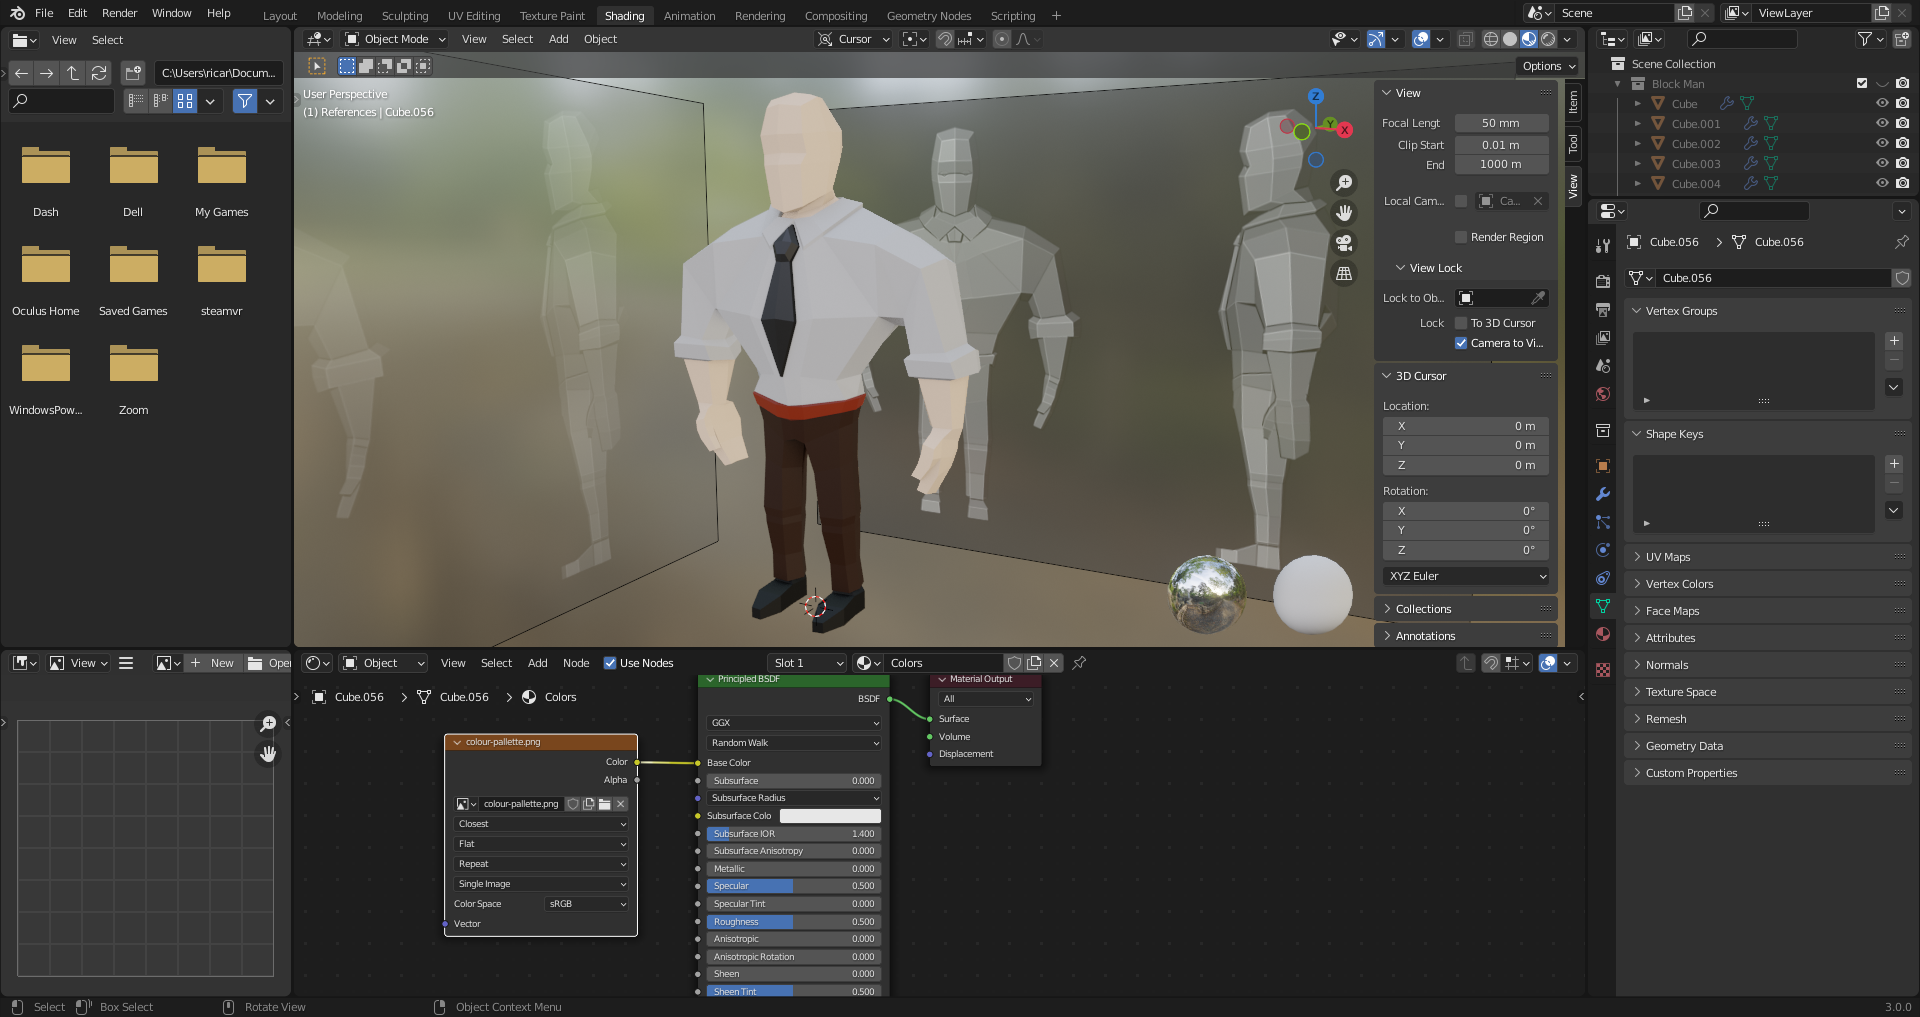 File Edit Render Window Help Layout Modeling Sculpting UV Editing Texture Paint Shading Animation Rendering Compositing Geometry Nodes Scripting + Scene ViewLayer
View Select Object Mode View Select Add Object Cursor
C:\Users\ricar\Docum... Options
User Perspective
(1) References | Cube.056
Dash Dell My Games
Oculus Home Saved Games steamvr
WindowsPow... Zoom
Z
Y
X
View
Focal Lengt 50 mm
Clip Start 0.01 m
End 1000 m
Local Cam... Ca...
Render Region
View Lock
Lock to Ob...
Lock To 3D Cursor
Camera to Vi...
3D Cursor
Location:
X 0 m
Y 0 m
Z 0 m
Rotation:
X 0°
Y 0°
Z 0°
XYZ Euler
Collections
Annotations
Item
Tool
View
Scene Collection
Block Man
Cube
Cube.001
Cube.002
Cube.003
Cube.004
Cube.056 > Cube.056
Cube.056
Vertex Groups
Shape Keys
UV Maps
Vertex Colors
Face Maps
Attributes
Normals
Texture Space
Remesh
Geometry Data
Custom Properties
View New Oper
Object View Select Add Node Use Nodes Slot 1 Colors
Cube.056 > Cube.056 > Colors
colour-pallette.png
Color
Alpha
colour-pallette.png
Closest
Flat
Repeat
Single Image
Color Space sRGB
Vector
Principled BSDF
BSDF
GGX
Random Walk
Base Color
Subsurface 0.000
Subsurface Radius
Subsurface Colo
Subsurface IOR 1.400
Subsurface Anisotropy 0.000
Metallic 0.000
Specular 0.500
Specular Tint 0.000
Roughness 0.500
Anisotropic 0.000
Anisotropic Rotation 0.000
Sheen 0.000
Sheen Tint 0.500
Material Output
All
Surface
Volume
Displacement
Select Box Select Rotate View Object Context Menu 3.0.0